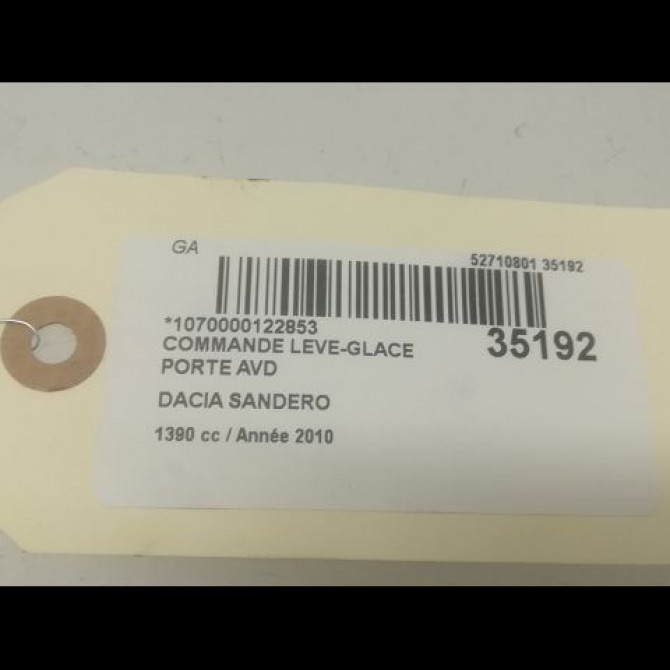 GA
52710801 35192
*1070000122853
35192
COMMANDE LEVE-GLACE
PORTE AVD
DACIA SANDERO
1390 cc / Année 2010